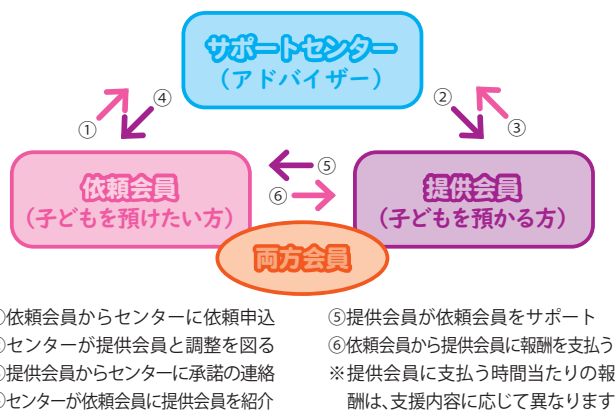 サポートセンター
（アドバイザー）
① ④ ② ③
依頼会員
（子どもを預けたい方）
⑤
⑥
提供会員
（子どもを預かる方）
両方会員
依頼会員からセンターに依頼申込
センターが提供会員と調整を図る
提供会員からセンターに承諾の連絡
センターが依頼会員に提供会員を紹介
⑤提供会員が依頼会員をサポート
⑥依頼会員から提供会員に報酬を支払う
※提供会員に支払う時間当たりの報
酬は、支援内容に応じて異なります